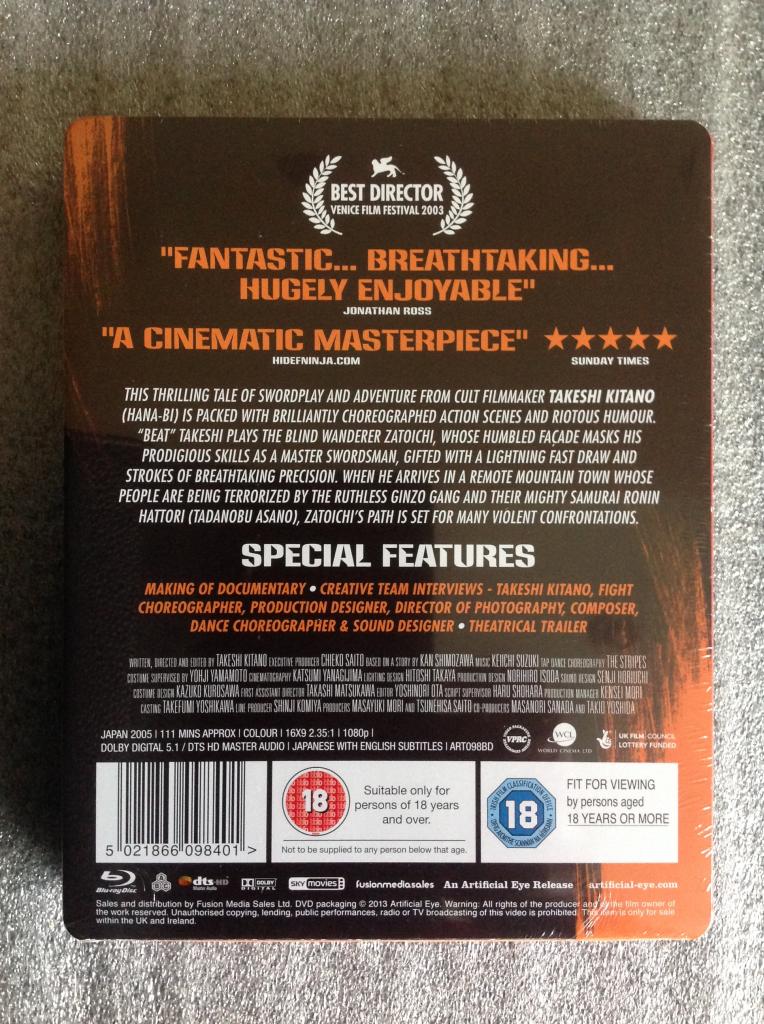 BEST DIRECTOR
VENICE FILM FESTIVAL 2003
"FANTASTIC... BREATHTAKING...
HUGELY ENJOYABLE"
JONATHAN ROSS
"A CINEMATIC MASTERPIECE" ★★★★★
HIDEFNINJA.COM SUNDAY TIMES
THIS THRILLING TALE OF SWORDPLAY AND ADVENTURE FROM CULT FILMMAKER TAKESHI KITANO
(HANA-BI) IS PACKED WITH BRILLIANTLY CHOREOGRAPHED ACTION SCENES AND RIOTOUS HUMOUR.
"BEAT" TAKESHI PLAYS THE BLIND WANDERER ZATOICHI, WHOSE HUMBLED FAÇADE MASKS HIS
PRODIGIOUS SKILLS AS A MASTER SWORDSMAN, GIFTED WITH A LIGHTNING FAST DRAW AND
STROKES OF BREATHTAKING PRECISION. WHEN HE ARRIVES IN A REMOTE MOUNTAIN TOWN WHOSE
PEOPLE ARE BEING TERRORIZED BY THE RUTHLESS GINZO GANG AND THEIR MIGHTY SAMURAI RONIN
HATTORI (TADANOBU ASANO), ZATOICHI'S PATH IS SET FOR MANY VIOLENT CONFRONTATIONS.
SPECIAL FEATURES
MAKING OF DOCUMENTARY • CREATIVE TEAM INTERVIEWS - TAKESHI KITANO, FIGHT
CHOREOGRAPHER, PRODUCTION DESIGNER, DIRECTOR OF PHOTOGRAPHY, COMPOSER,
DANCE CHOREOGRAPHER & SOUND DESIGNER • THEATRICAL TRAILER
WRITTEN, DIRECTED AND EDITED BY TAKESHI KITANO EXECUTIVE PRODUCER CHIEKO SAITO BASED ON A STORY BY KAN SHIMOZAWA MUSIC KEIICHI SUZUKI TAP DANCE CHOREOGRAPHY THE STRIPES
COSTUME SUPERVISED BY YOHJI YAMAMOTO CINEMATOGRAPHY KATSUMI YANAGIJIMA LIGHTING DESIGN HITOSHI TAKAYA PRODUCTION DESIGN NORIHIRO ISODA SOUND DESIGN SENJI HORIUCHI
COSTUME DESIGN KAZUKO KUROSAWA FIRST ASSISTANT DIRECTOR TAKASHI MATSUKAWA EDITOR YOSHINORI OTA SCRIPT SUPERVISOR HARU SHOHARA PRODUCTION MANAGER KENSEI MORI
CASTING TAKEFUMI YOSHIKAWA LINE PRODUCER SHINJI KOMIYA PRODUCERS MASAYUKI MORI AND TSUNEHISA SAITO CO-PRODUCERS MASANORI SANADA AND TAKIO YOSHIDA
JAPAN 2005 | 111 MINS APPROX | COLOUR | 16X9 2.35:1 | 1080p |
DOLBY DIGITAL 5.1 / DTS HD MASTER AUDIO | JAPANESE WITH ENGLISH SUBTITLES | ART098BD
VPRC
WCL
WORLD CINEMA LTD
UK FILM COUNCIL
LOTTERY FUNDED
18
Suitable only for
persons of 18 years
and over.
Not to be supplied to any person below that age.
IRISH FILM CLASSIFICATION OFFICE
18
FIT FOR VIEWING
by persons aged
18 YEARS OR MORE
5 021866 098401 >
Blu-ray Disc dts-HD Master Audio DOLBY DIGITAL SKY movies HD fusionmediasales An Artificial Eye Release artificial-eye.com
Sales and distribution by Fusion Media Sales Ltd. DVD packaging © 2013 Artificial Eye. Warning: All rights of the producer and of the film owner of
the work reserved. Unauthorised copying, lending, public performances, radio or TV broadcasting of this video is prohibited. This item is only for sale
within the UK and Ireland.